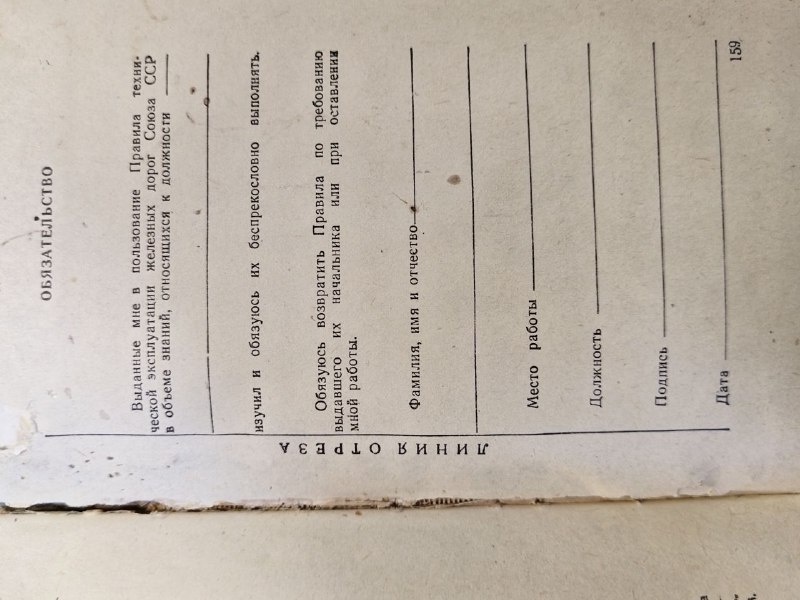 ОБЯЗАТЕЛЬСТВО
Выданные мне в пользование Правила техни-
ческой эксплуатации железных дорог Союза ССР
в объеме знаний, относящихся к должности
изучил и обязуюсь их беспрекословно выполнять.
Обязуюсь возвратить Правила по требованию
выдавшего их начальника или при оставлении
мной работы.
Фамилия, имя и отчество
Место работы
Должность
Подпись
Дата
159
ЛИНИЯ ОТРЕЗА